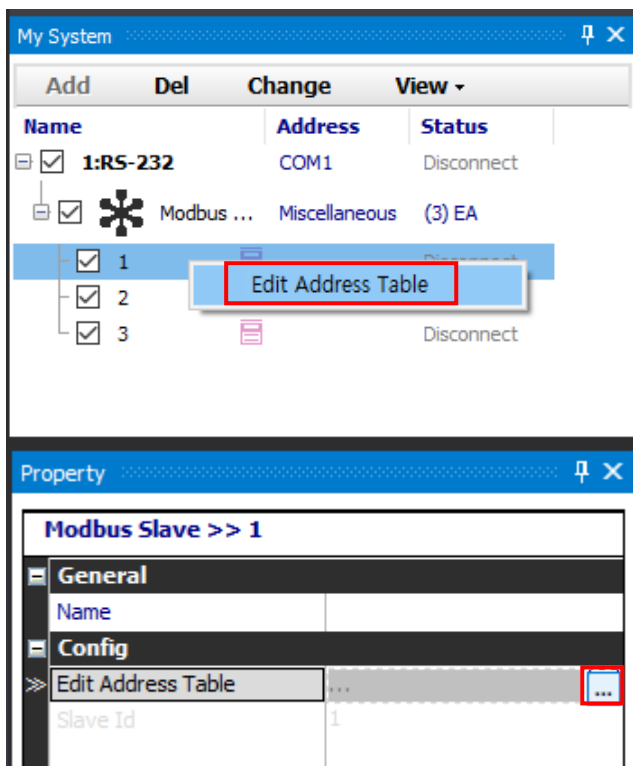 My System
Add Del Change View
Name Address Status
1:RS-232 COM1 Disconnect
Modbus ... Miscellaneous (3) EA
1
Edit Address Table
2
3 Disconnect
Property
Modbus Slave >> 1
General
Name
Config
Edit Address Table ... ...
Slave Id 1